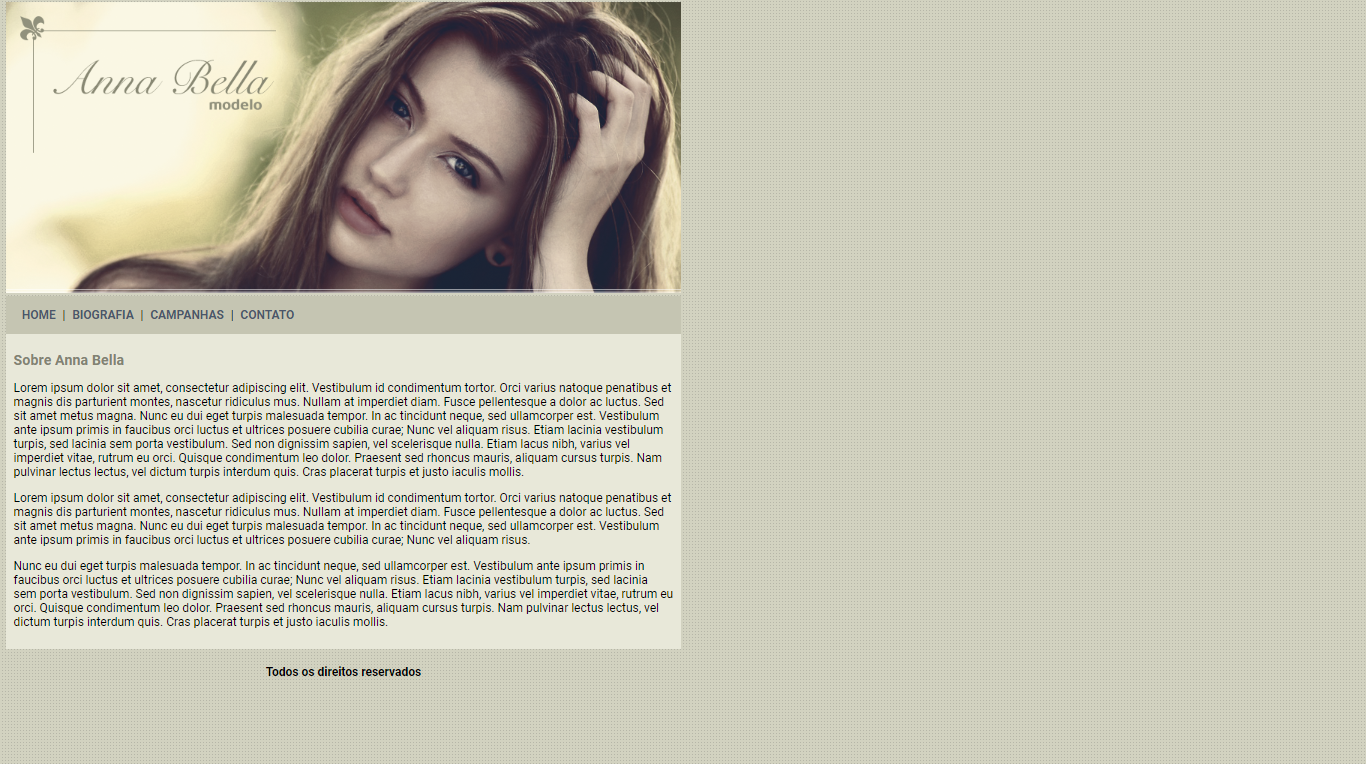 Anna Bella
modelo
HOME | BIOGRAFIA | CAMPANHAS | CONTATO
Sobre Anna Bella
Lorem ipsum dolor sit amet, consectetur adipiscing elit. Vestibulum id condimentum tortor. Orci varius natoque penatibus et
magnis dis parturient montes, nascetur ridiculus mus. Nullam at imperdiet diam. Fusce pellentesque a dolor ac luctus. Sed
sit amet metus magna. Nunc eu dui eget turpis malesuada tempor. In ac tincidunt neque, sed ullamcorper est. Vestibulum
ante ipsum primis in faucibus orci luctus et ultrices posuere cubilia curae; Nunc vel aliquam risus. Etiam lacinia vestibulum
turpis, sed lacinia sem porta vestibulum. Sed non dignissim sapien, vel scelerisque nulla. Etiam lacus nibh, varius vel
imperdiet vitae, rutrum eu orci. Quisque condimentum leo dolor. Praesent sed rhoncus mauris, aliquam cursus turpis. Nam
pulvinar lectus lectus, vel dictum turpis interdum quis. Cras placerat turpis et justo iaculis mollis.
Lorem ipsum dolor sit amet, consectetur adipiscing elit. Vestibulum id condimentum tortor. Orci varius natoque penatibus et
magnis dis parturient montes, nascetur ridiculus mus. Nullam at imperdiet diam. Fusce pellentesque a dolor ac luctus. Sed
sit amet metus magna. Nunc eu dui eget turpis malesuada tempor. In ac tincidunt neque, sed ullamcorper est. Vestibulum
ante ipsum primis in faucibus orci luctus et ultrices posuere cubilia curae; Nunc vel aliquam risus.
Nunc eu dui eget turpis malesuada tempor. In ac tincidunt neque, sed ullamcorper est. Vestibulum ante ipsum primis in
faucibus orci luctus et ultrices posuere cubilia curae; Nunc vel aliquam risus. Etiam lacinia vestibulum turpis, sed lacinia
sem porta vestibulum. Sed non dignissim sapien, vel scelerisque nulla. Etiam lacus nibh, varius vel imperdiet vitae, rutrum eu
orci. Quisque condimentum leo dolor. Praesent sed rhoncus mauris, aliquam cursus turpis. Nam pulvinar lectus lectus, vel
dictum turpis interdum quis. Cras placerat turpis et justo iaculis mollis.
Todos os direitos reservados